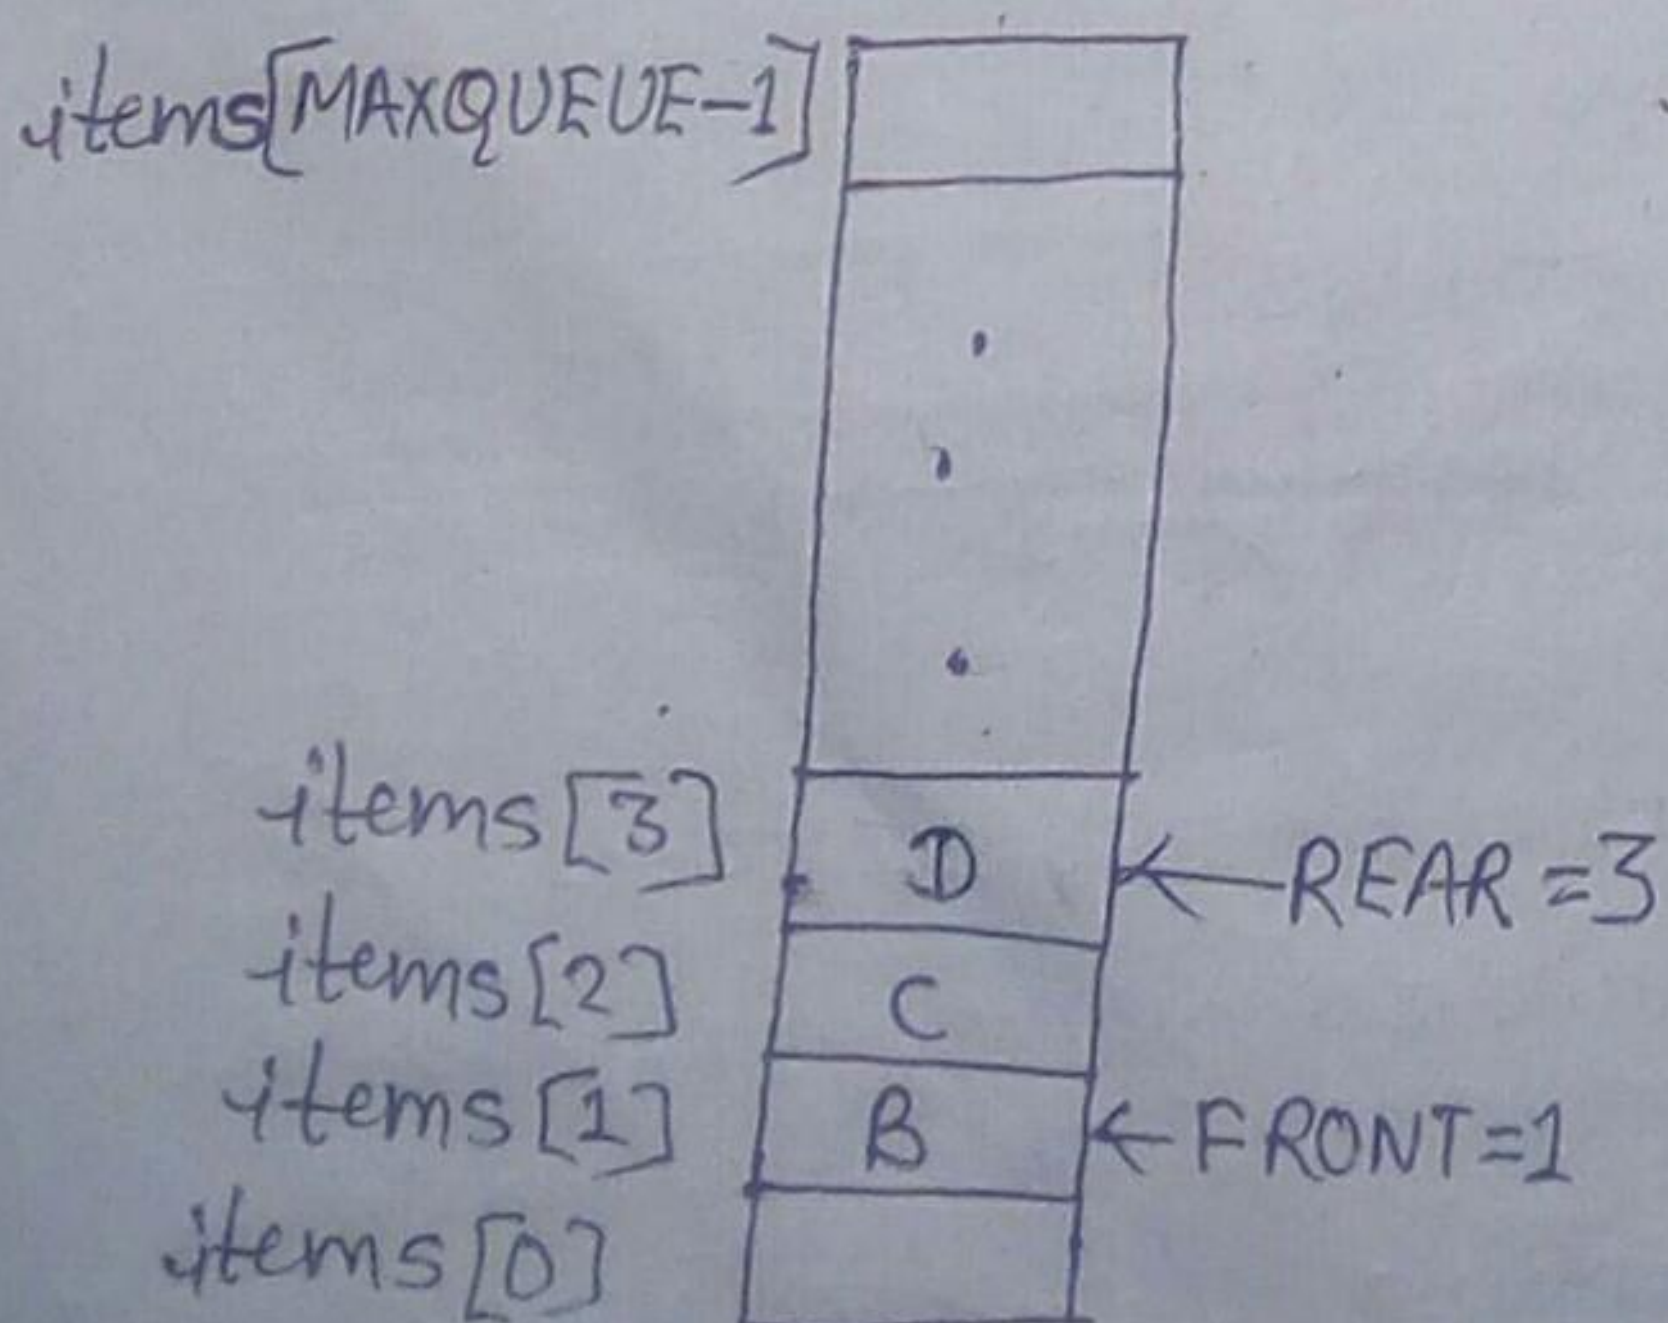 items[MAXQUEUE-1]
items[3] D ←REAR=3
items[2] C
items[1] B ←FRONT=1
items[0]